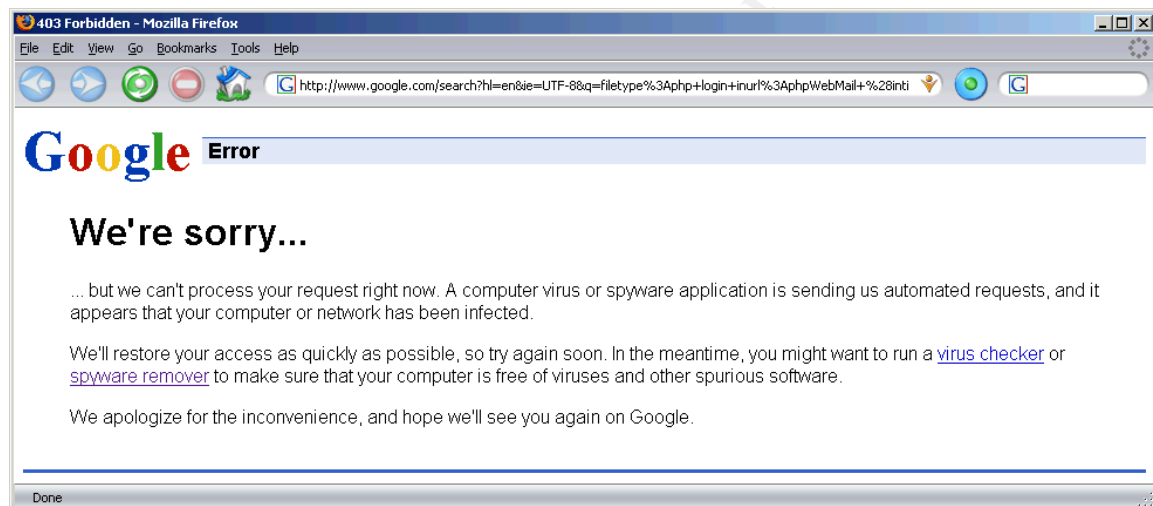 403 Forbidden - Mozilla Firefox
File Edit View Go Bookmarks Tools Help
http://www.google.com/search?hl=en&ie=UTF-8&q=filetype%3Aphp+login+inurl%3AphpWebMail+%28inti
Google Error
We're sorry...
... but we can't process your request right now. A computer virus or spyware application is sending us automated requests, and it
appears that your computer or network has been infected.
We'll restore your access as quickly as possible, so try again soon. In the meantime, you might want to run a virus checker or
spyware remover to make sure that your computer is free of viruses and other spurious software.
We apologize for the inconvenience, and hope we'll see you again on Google.
Done